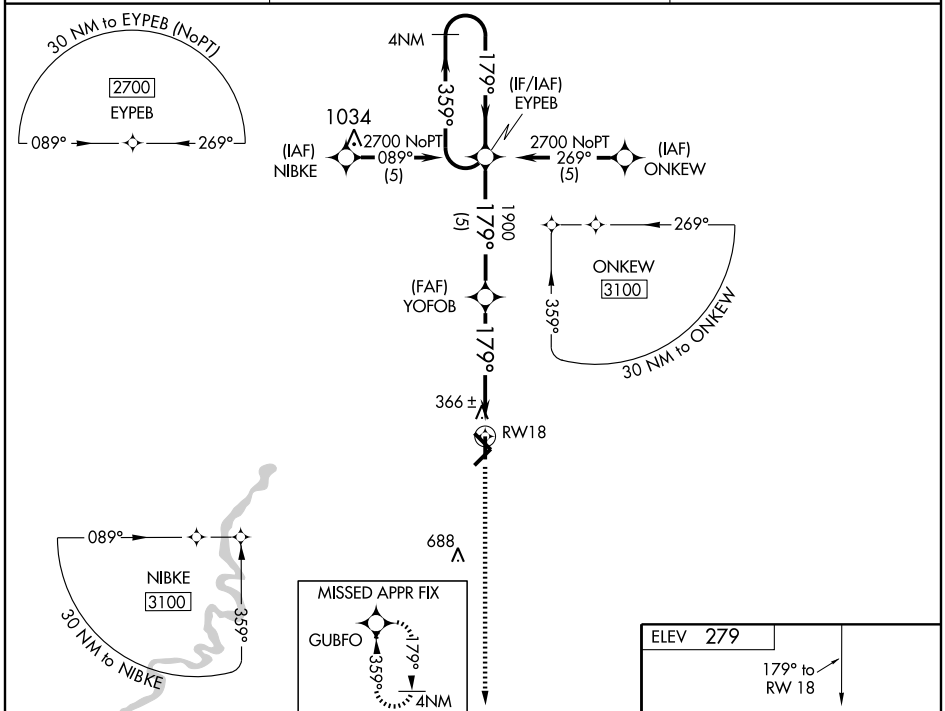 30 NM to EYPEB (NoPT)
2700
EYPEB
089°
269°
4NM
359°
179°
(IF/IAF)
EYPEB
1034
(IAF)
NIBKE
2700 NoPT
089°
(5)
2700 NoPT
269°
(5)
(IAF)
ONKEW
1900
179°
(5)
269°
ONKEW
3100
359°
30 NM to ONKEW
(FAF)
YOFOB
179°
366 ±
RW18
089°
NIBKE
3100
359°
30 NM to NIBKE
688
MISSED APPR FIX
GUBFO
179°
359°
4NM
ELEV 279
179° to
RW 18